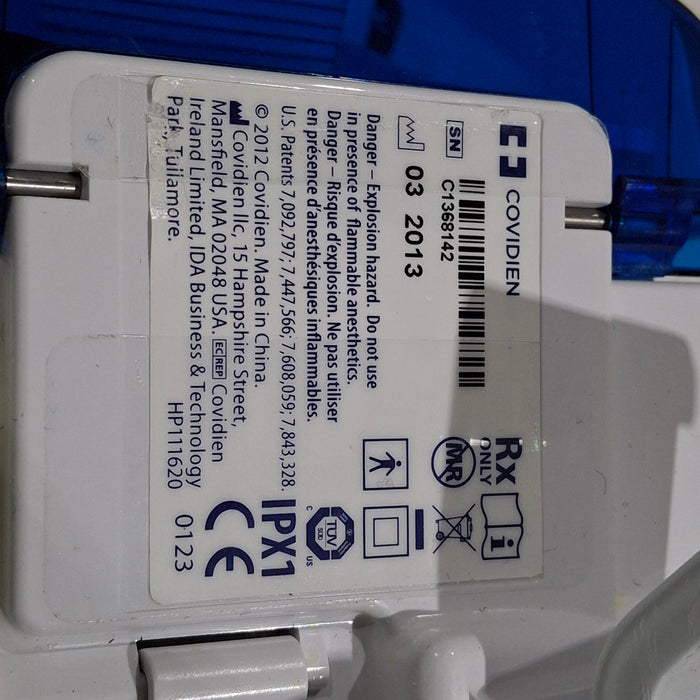 COVIDIEN
SN
C1368142
03 2013
Rx
ONLY
i
MR
Danger – Explosion hazard. Do not use
in presence of flammable anesthetics.
Danger – Risque d'explosion. Ne pas utiliser
en présence d'anesthésiques inflammables.
U.S. Patents 7,092,797; 7,447,566; 7,608,059; 7,843,328.
© 2012 Covidien. Made in China.
Covidien llc, 15 Hampshire Street,
Mansfield, MA 02048 USA. EC REP Covidien
Ireland Limited, IDA Business & Technology
Park, Tullamore.
HP111620
C TÜV US
IPX1
CE
0123